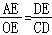 AE/OE = DE/CD